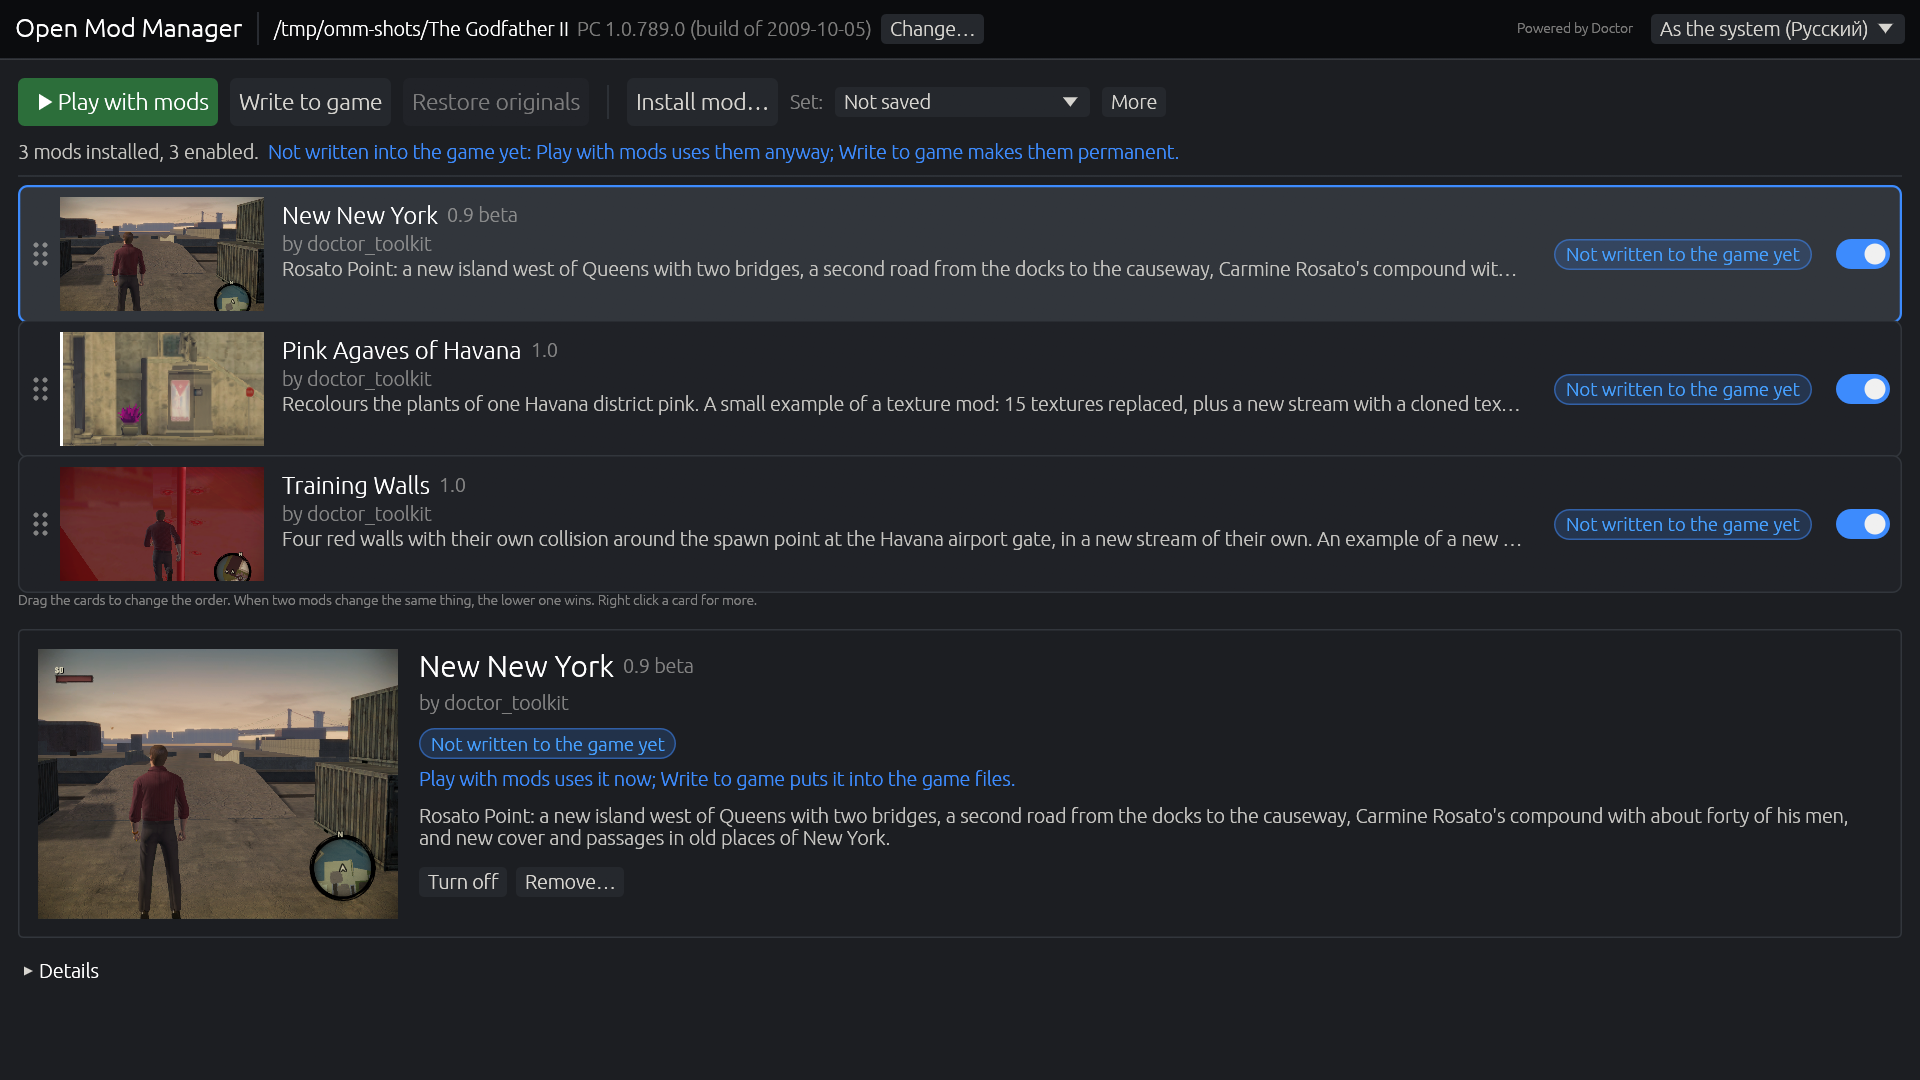 Open Mod Manager /tmp/omm-shots/The Godfather II PC 1.0.789.0 (build of 2009-10-05) Change… Powered by Doctor As the system (Русский)
Play with mods Write to game Restore originals Install mod… Set: Not saved More
3 mods installed, 3 enabled. Not written into the game yet: Play with mods uses them anyway; Write to game makes them permanent.
New New York 0.9 beta
by doctor_toolkit
Rosato Point: a new island west of Queens with two bridges, a second road from the docks to the causeway, Carmine Rosato's compound wit…
Not written to the game yet
Pink Agaves of Havana 1.0
by doctor_toolkit
Recolours the plants of one Havana district pink. A small example of a texture mod: 15 textures replaced, plus a new stream with a cloned tex…
Not written to the game yet
Training Walls 1.0
by doctor_toolkit
Four red walls with their own collision around the spawn point at the Havana airport gate, in a new stream of their own. An example of a new …
Not written to the game yet
Drag the cards to change the order. When two mods change the same thing, the lower one wins. Right click a card for more.
$0
N
New New York 0.9 beta
by doctor_toolkit
Not written to the game yet
Play with mods uses it now; Write to game puts it into the game files.
Rosato Point: a new island west of Queens with two bridges, a second road from the docks to the causeway, Carmine Rosato's compound with about forty of his men,
and new cover and passages in old places of New York.
Turn off Remove…
Details